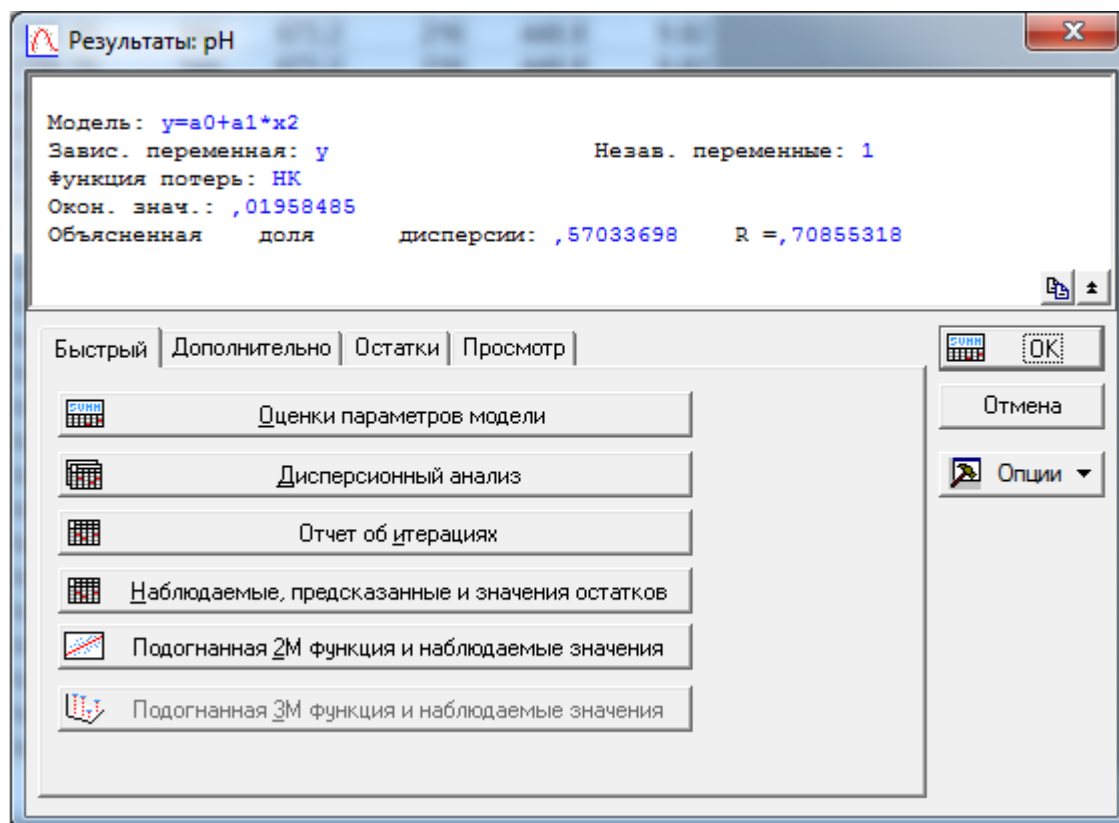 Результаты: pH
Модель: y=a0+a1*x2
Завис. переменная: y Незав. переменные: 1
Функция потерь: НК
Окон. знач.: ,01958485
Объясненная доля дисперсии: ,57033698 R =,70855318
Быстрый Дополнительно Остатки Просмотр
SUMM OK
SUMM Оценки параметров модели
Отмена
Дисперсионный анализ
Опции
Отчет об итерациях
Наблюдаемые, предсказанные и значения остатков
Подогнанная 2М функция и наблюдаемые значения
Подогнанная 3М функция и наблюдаемые значения